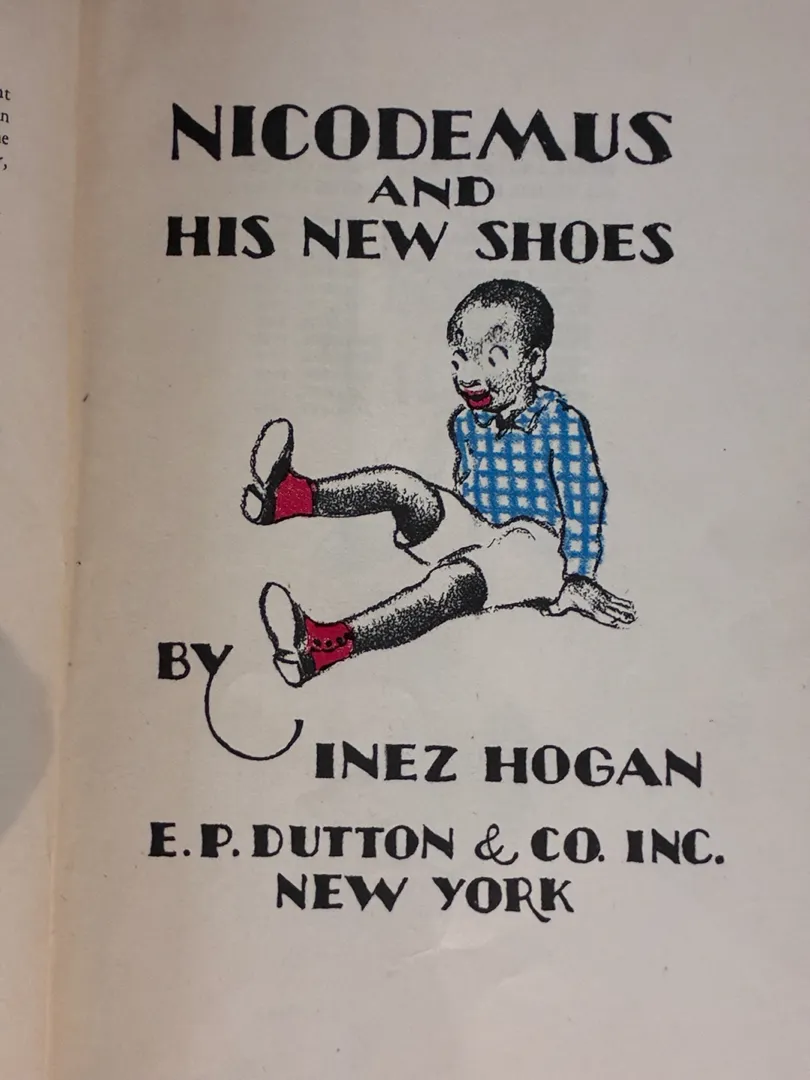 NICODEMUS
AND
HIS NEW SHOES
BY
INEZ HOGAN
E.P. DUTTON & CO. INC.
NEW YORK